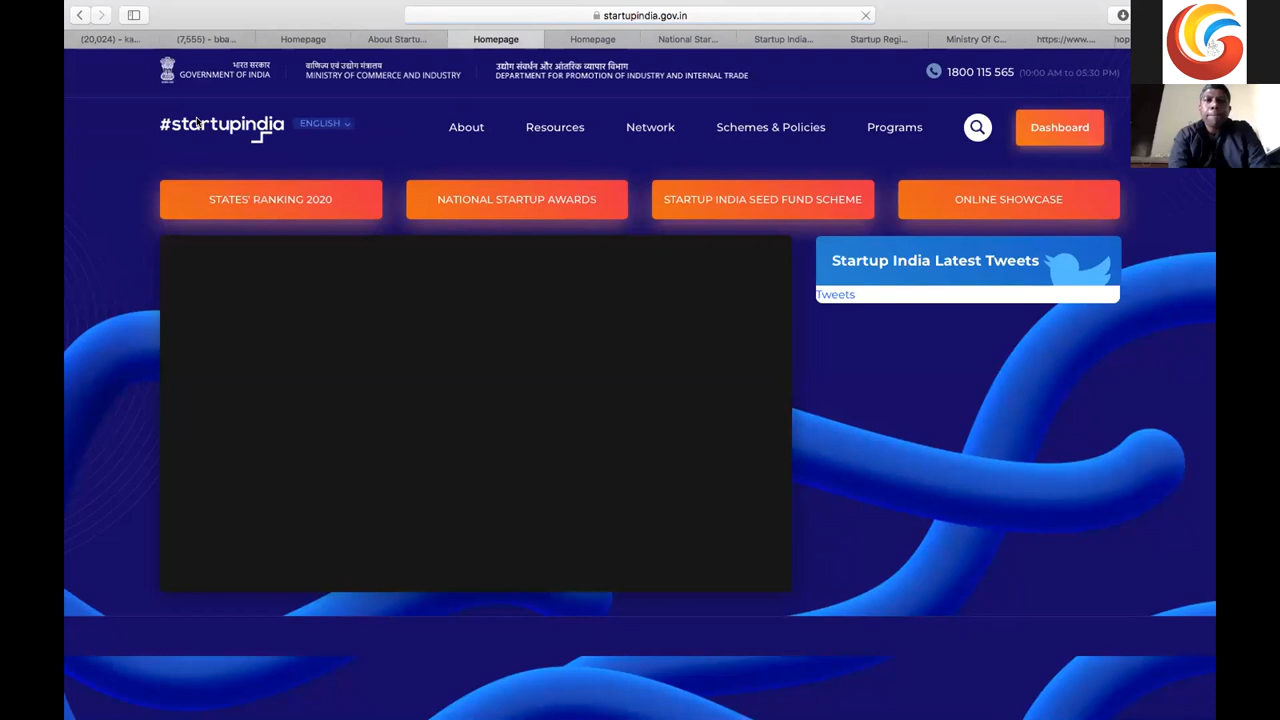 startupindia.gov.in
(20,024) – ka...
(7,555) – bba...
Homepage
About Startu...
Homepage
Homepage
National Star...
Startup India...
Startup Regi...
Ministry Of C...
https://www....
hop
भारत सरकार
GOVERNMENT OF INDIA
वाणिज्य एवं उद्योग मंत्रालय
MINISTRY OF COMMERCE AND INDUSTRY
उद्योग संवर्धन और आंतरिक व्यापार विभाग
DEPARTMENT FOR PROMOTION OF INDUSTRY AND INTERNAL TRADE
1800 115 565 (10:00 AM to 05:30 PM)
#startupindia
ENGLISH
About
Resources
Network
Schemes & Policies
Programs
Dashboard
STATES' RANKING 2020
NATIONAL STARTUP AWARDS
STARTUP INDIA SEED FUND SCHEME
ONLINE SHOWCASE
Startup India Latest Tweets
Tweets